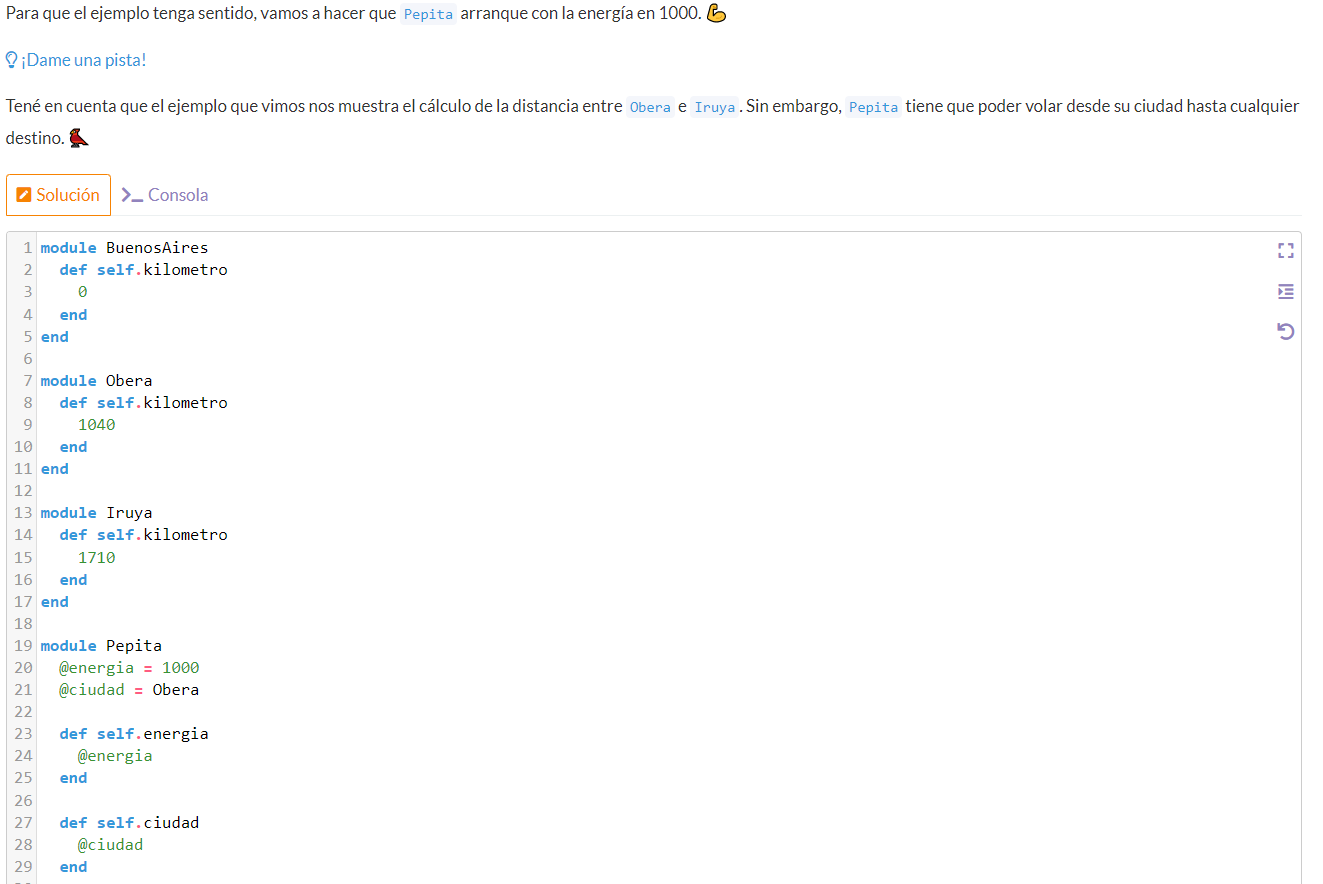 Para que el ejemplo tenga sentido, vamos a hacer que Pepita arranque con la energía en 1000. 💪
¡Dame una pista!
Tené en cuenta que el ejemplo que vimos nos muestra el cálculo de la distancia entre Obera e Iruya. Sin embargo, Pepita tiene que poder volar desde su ciudad hasta cualquier
destino.
Solución Consola
1 module BuenosAires
2   def self.kilometro
3     0
4   end
5 end
6
7 module Obera
8   def self.kilometro
9     1040
10   end
11 end
12
13 module Iruya
14   def self.kilometro
15     1710
16   end
17 end
18
19 module Pepita
20   @energia = 1000
21   @ciudad = Obera
22
23   def self.energia
24     @energia
25   end
26
27   def self.ciudad
28     @ciudad
29   end